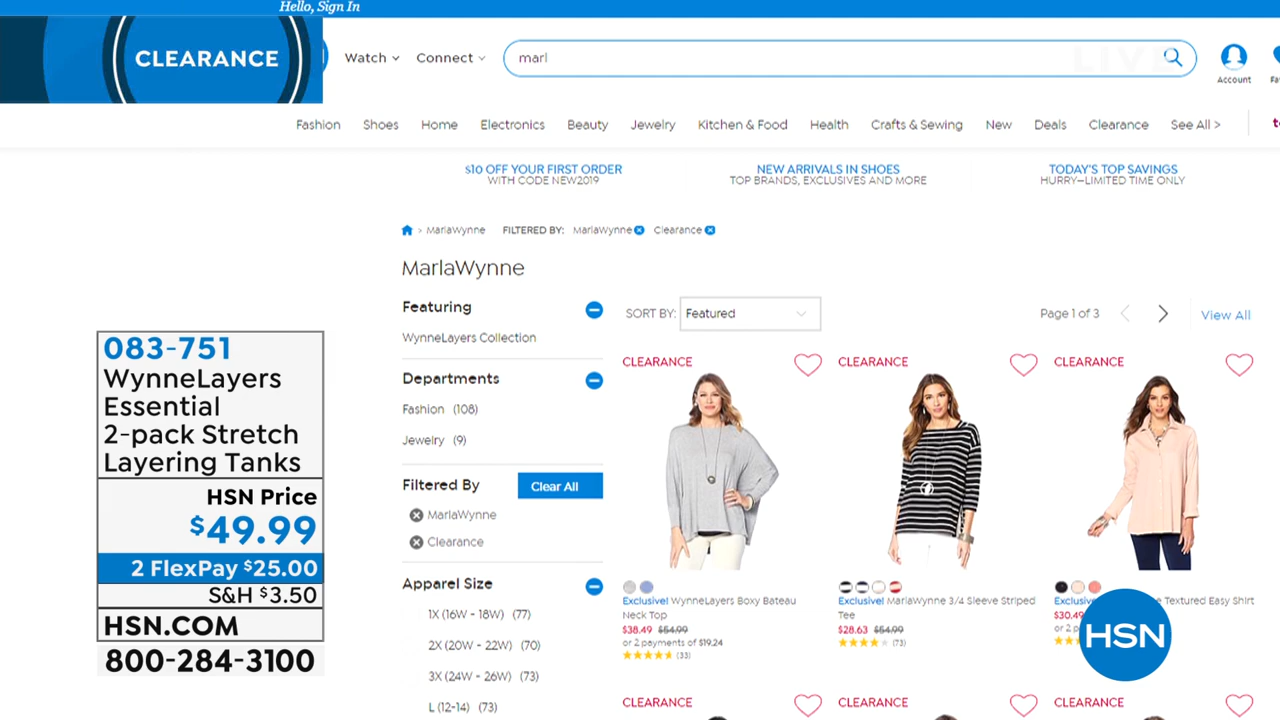 Hello, Sign In
CLEARANCE
Watch
Connect
marl
LIVE
Account
Fashion
Shoes
Home
Electronics
Beauty
Jewelry
Kitchen & Food
Health
Crafts & Sewing
New
Deals
Clearance
See All >
$10 OFF YOUR FIRST ORDER
WITH CODE NEW2019
NEW ARRIVALS IN SHOES
TOP BRANDS, EXCLUSIVES AND MORE
TODAY'S TOP SAVINGS
HURRY—LIMITED TIME ONLY
> MarlaWynne FILTERED BY: MarlaWynne Clearance
MarlaWynne
Featuring
WynneLayers Collection
Departments
Fashion (108)
Jewelry (9)
Filtered By
Clear All
MarlaWynne
Clearance
Apparel Size
1X (16W - 18W) (77)
2X (20W - 22W) (70)
3X (24W - 26W) (73)
L (12-14) (73)
SORT BY: Featured
Page 1 of 3
View All
CLEARANCE
CLEARANCE
CLEARANCE
Exclusive! WynneLayers Boxy Bateau
Neck Top
$38.49 $54.99
or 2 payments of $19.24
(33)
Exclusive! MarlaWynne 3/4 Sleeve Striped
Tee
$28.63 $54.99
(73)
Textured Easy Shirt
$30.49
or 2
CLEARANCE
CLEARANCE
CLEARANCE
083-751
WynneLayers
Essential
2-pack Stretch
Layering Tanks
HSN Price
$49.99
2 FlexPay $25.00
S&H $3.50
HSN.COM
800-284-3100
HSN